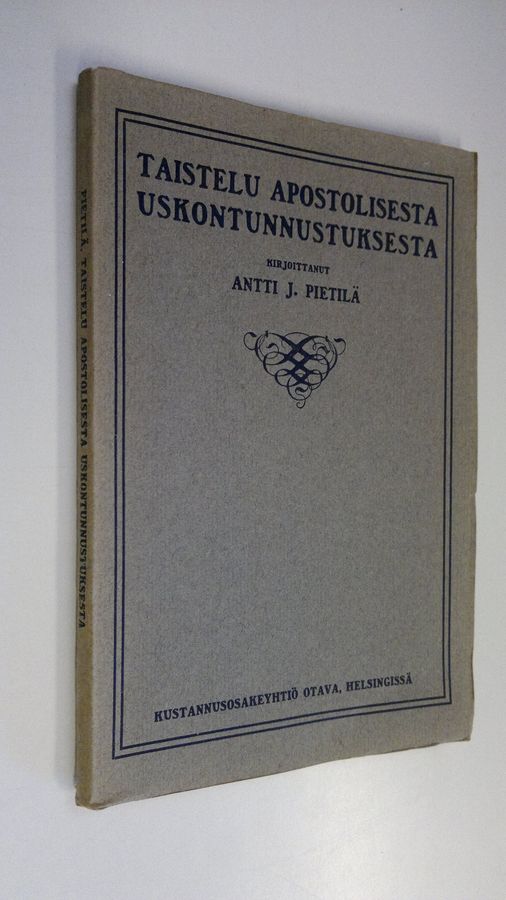 TAISTELU APOSTOLISESTA
USKONTUNNUSTUKSESTA
KIRJOITTANUT
ANTTI J. PIETILÄ
KUSTANNUSOSAKEYHTIÖ OTAVA, HELSINGISSÄ
PIETILÄ, TAISTELU APOSTOLISESTA USKONTUNNUSTUKSESTA